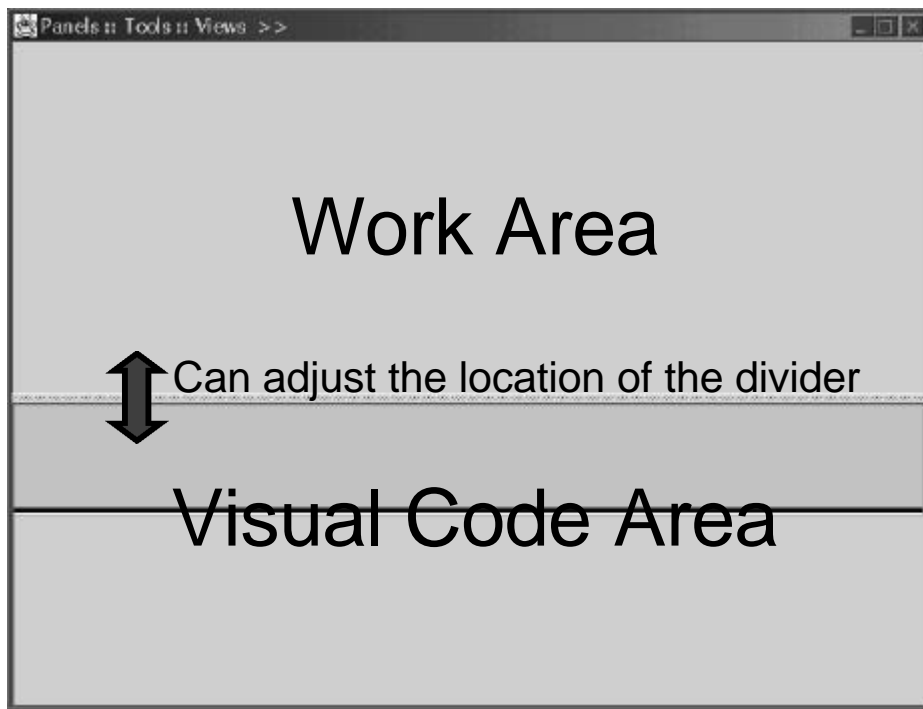 Panels :: Tools :: Views >>
Work Area
Can adjust the location of the divider
Visual Code Area